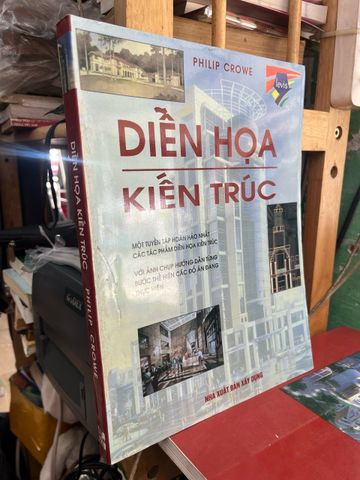 PHILIP CROWE
levis
DIỄN HỌA
KIẾN TRÚC
MỘT TUYỂN TẬP HOÀN HẢO NHẤT
CÁC TÁC PHẨM DIỄN HỌA KIẾN TRÚC
VỚI ẢNH CHỤP HƯỚNG DẪN TỪNG
BƯỚC THỂ HIỆN CÁC ĐỒ ÁN ĐANG
THỰC HIỆN
NHÀ XUẤT BẢN XÂY DỰNG
DIỄN HỌA KIẾN TRÚC
PHILIP CROWE